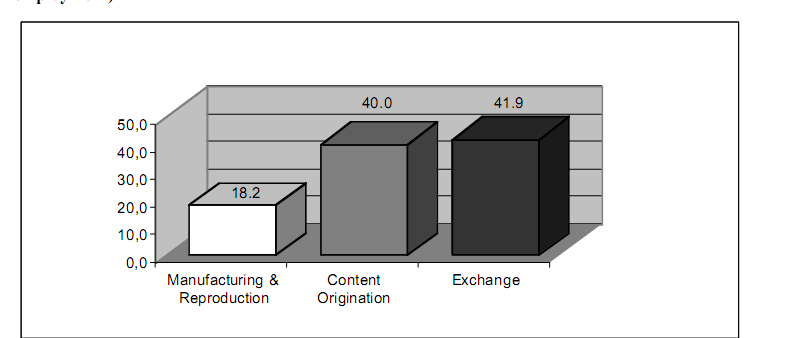 40.0
41.9
18.2
50,0
40,0
30,0
20,0
10,0
0,0
Manufacturing &
Reproduction
Content
Origination
Exchange